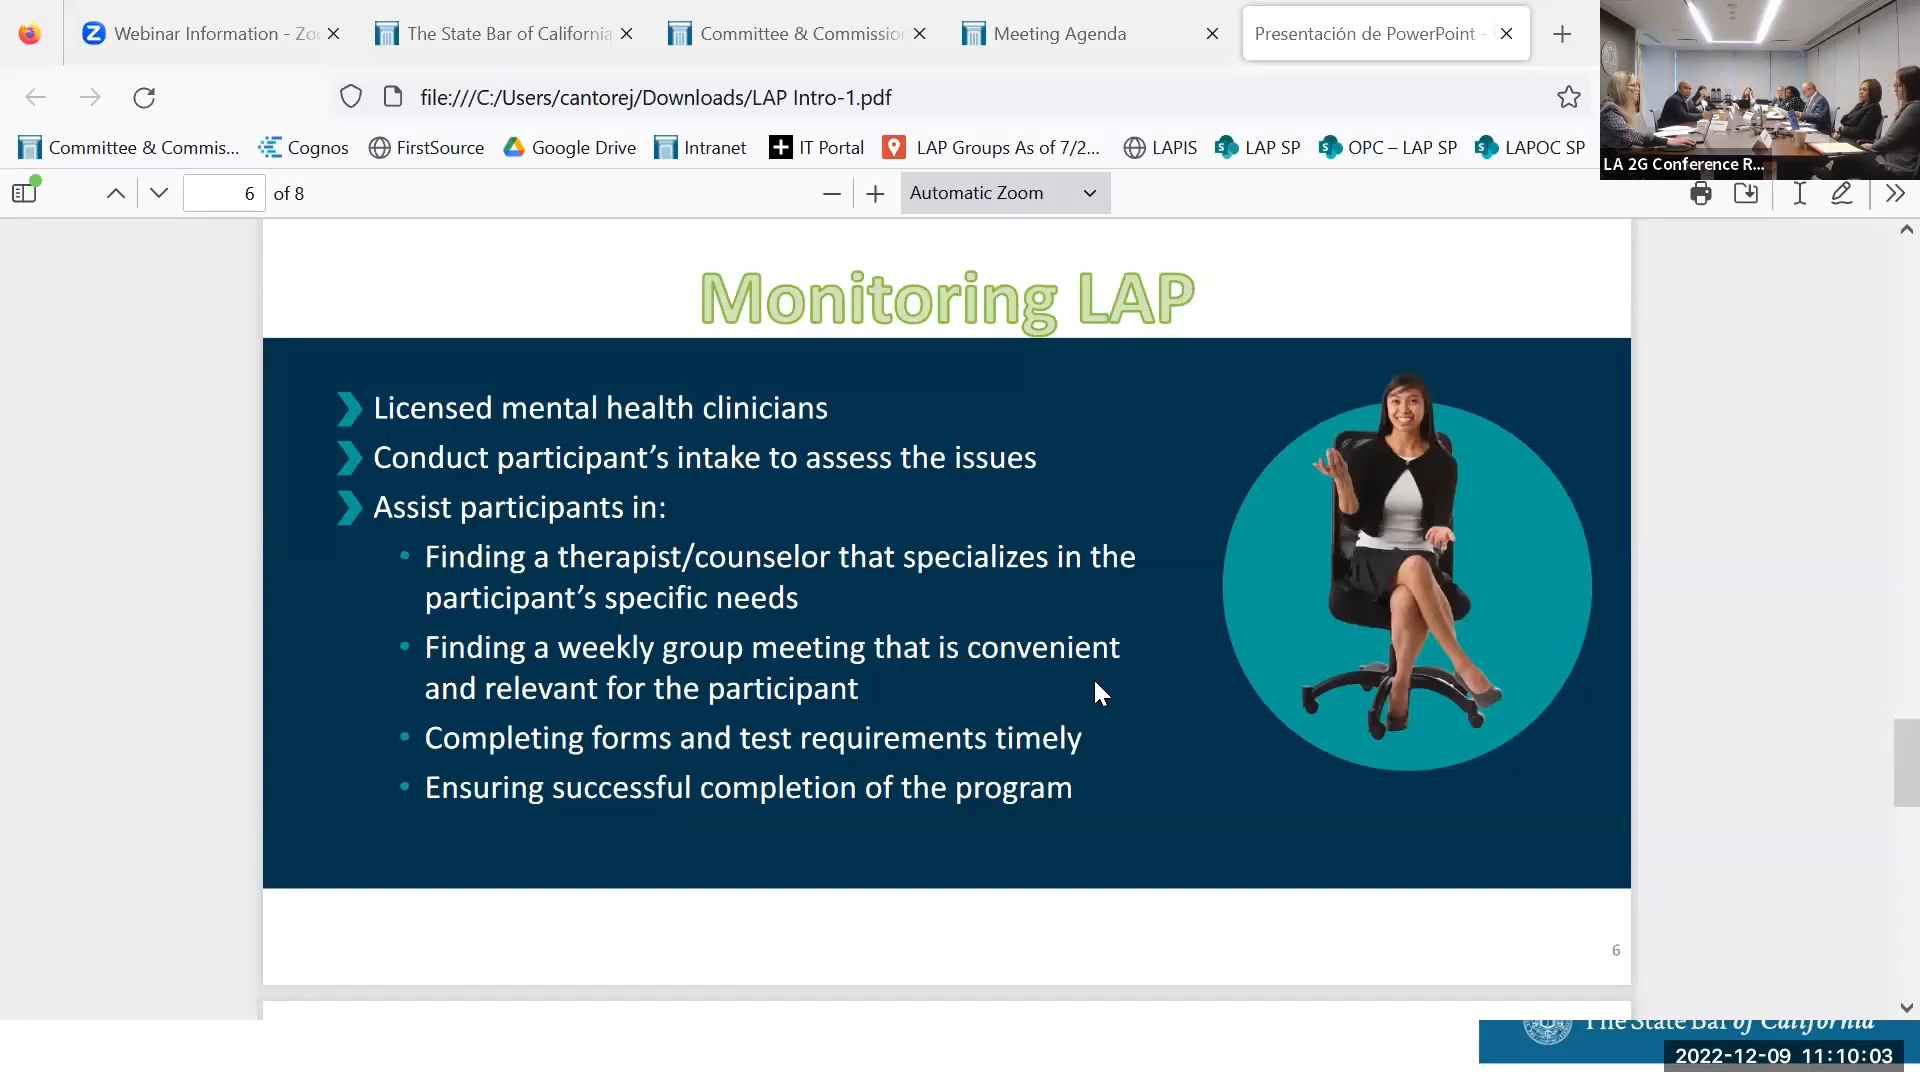 Webinar Information - Zo
The State Bar of California
Committee & Commission
Meeting Agenda
Presentación de PowerPoint -
file:///C:/Users/cantorej/Downloads/LAP Intro-1.pdf
Committee & Commis...
Cognos
FirstSource
Google Drive
Intranet
IT Portal
LAP Groups As of 7/2...
LAPIS
LAP SP
OPC – LAP SP
LAPOC SP
LA 2G Conference R...
6 of 8
Automatic Zoom
Monitoring LAP
Licensed mental health clinicians
Conduct participant’s intake to assess the issues
Assist participants in:
Finding a therapist/counselor that specializes in the
participant’s specific needs
Finding a weekly group meeting that is convenient
and relevant for the participant
Completing forms and test requirements timely
Ensuring successful completion of the program
6
The State Bar of California
2022-12-09 11:10:03